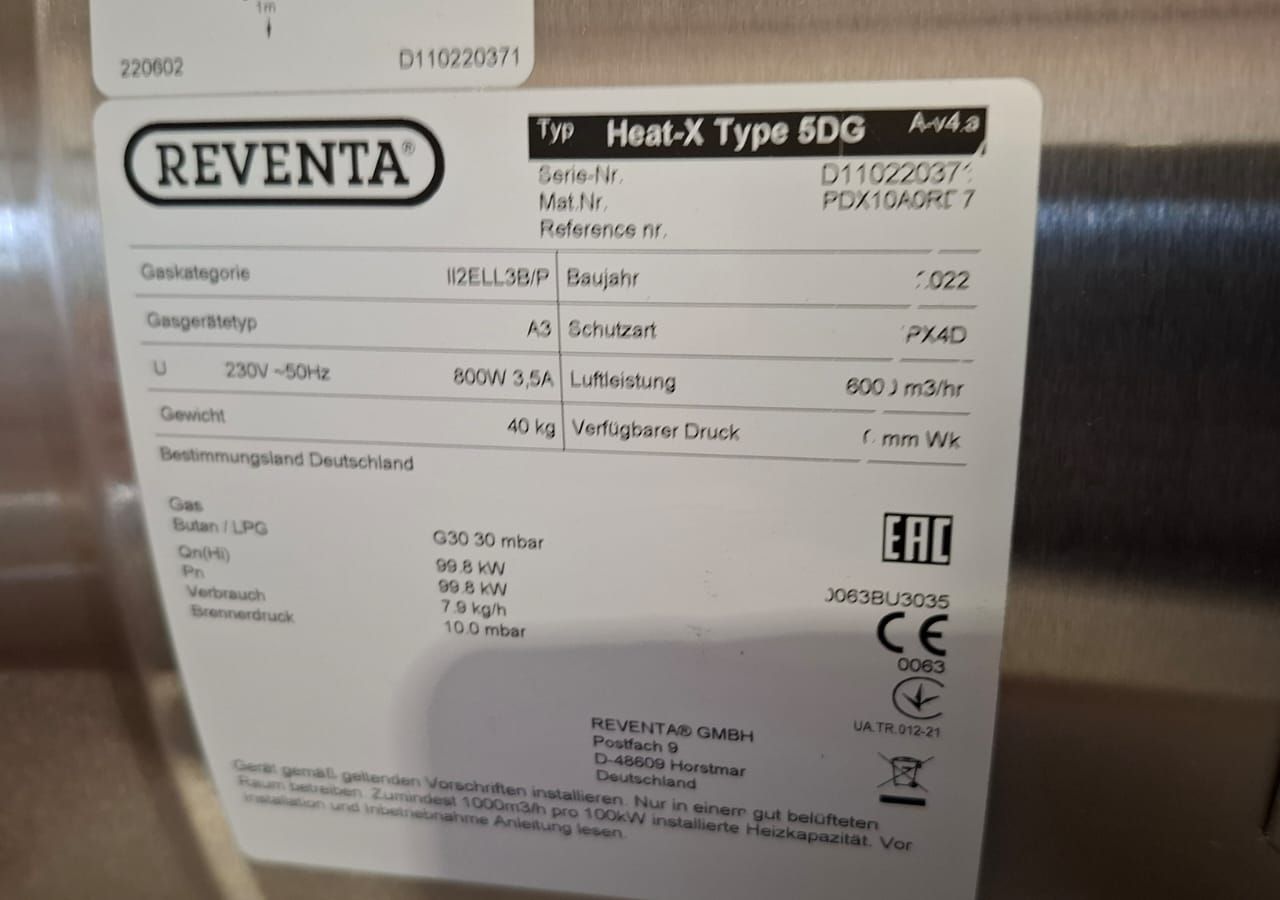 1m
220602 D110220371
REVENTA®
Typ Heat-X Type 5DG A-v4.a
Serie-Nr. D110220371
Mat.Nr.
Reference nr.
Gaskategorie II2ELL3B/P Baujahr 2022
Gasgerätetyp A3 Schutzart IPX4D
U 230V ~50Hz 800W 3,5A Luftleistung 6000 m3/hr
Gewicht 40 kg Verfügbarer Druck mm Wk
Bestimmungsland Deutschland
Gas
Butan / LPG G30 30 mbar
Qn(Hi) 99.8 kW
Pn 99.8 kW
Verbrauch 7.9 kg/h
Brennerdruck 10.0 mbar
EAC
0063BU3035
CE
0063
UA.TR.012-21
REVENTA® GMBH
Postfach 9
D-48609 Horstmar
Deutschland
Gerät gemäß geltenden Vorschriften installieren. Nur in einem gut belüfteten
Raum betreiben. Zumindest 1000m3/h pro 100kW installierte Heizkapazität. Vor
Installation und Inbetriebnahme Anleitung lesen.